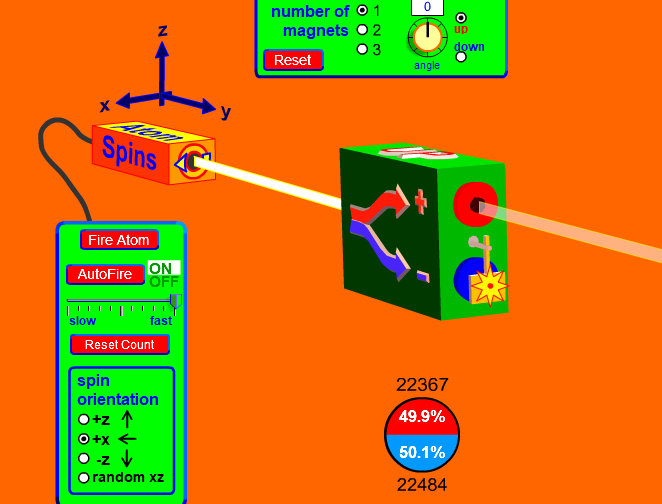 number of
magnets
1
2
3
Reset
0
up
down
angle
z
x
y
Atom
Spins
+
-
Fire Atom
AutoFire
ON
OFF
slow
fast
Reset Count
spin
orientation
+z
+x
-z
random xz
22367
49.9%
50.1%
22484